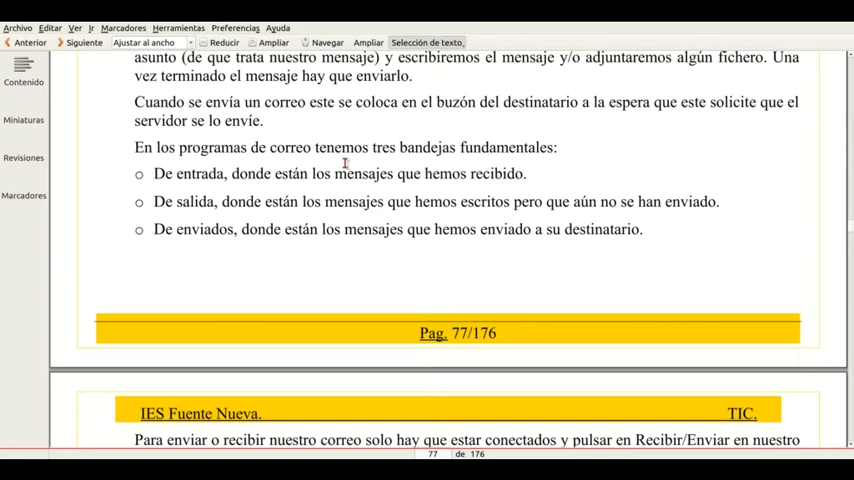 Archivo Editar Ver Ir Marcadores Herramientas Preferencias Ayuda
Anterior Siguiente Ajustar al ancho Reducir Ampliar Navegar Ampliar Selección de texto
Contenido
Miniaturas
Revisiones
Marcadores
asunto (de que trata nuestro mensaje) y escribiremos el mensaje y/o adjuntaremos algún fichero. Una
vez terminado el mensaje hay que enviarlo.
Cuando se envía un correo este se coloca en el buzón del destinatario a la espera que este solicite que el
servidor se lo envíe.
En los programas de correo tenemos tres bandejas fundamentales:
o De entrada, donde están los mensajes que hemos recibido.
o De salida, donde están los mensajes que hemos escritos pero que aún no se han enviado.
o De enviados, donde están los mensajes que hemos enviado a su destinatario.
Pag. 77/176
IES Fuente Nueva. TIC.
Para enviar o recibir nuestro correo solo hay que estar conectados y pulsar en Recibir/Enviar en nuestro
77 de 176